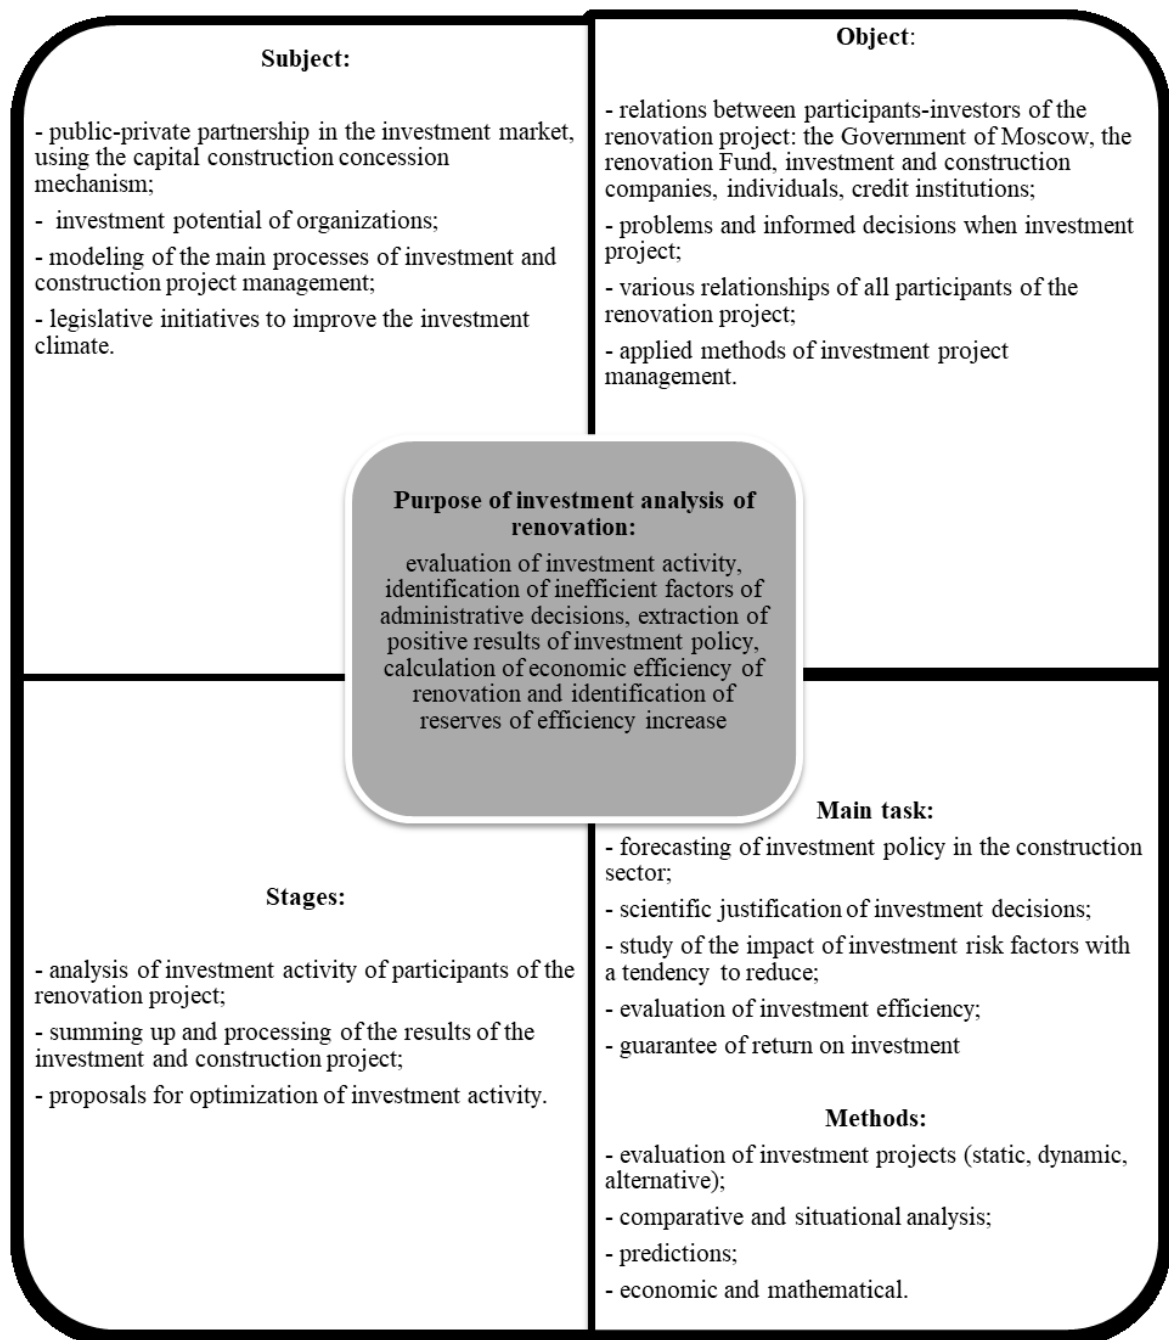 Subject:
- public-private partnership in the investment market,
using the capital construction concession
mechanism;
- investment potential of organizations;
- modeling of the main processes of investment and
construction project management;
- legislative initiatives to improve the investment
climate.
Object:
- relations between participants-investors of the
renovation project: the Government of Moscow, the
renovation Fund, investment and construction
companies, individuals, credit institutions;
- problems and informed decisions when investment
project;
- various relationships of all participants of the
renovation project;
- applied methods of investment project
management.
Purpose of investment analysis of
renovation:
evaluation of investment activity,
identification of inefficient factors of
administrative decisions, extraction of
positive results of investment policy,
calculation of economic efficiency of
renovation and identification of
reserves of efficiency increase
Stages:
- analysis of investment activity of participants of the
renovation project;
- summing up and processing of the results of the
investment and construction project;
- proposals for optimization of investment activity.
Main task:
- forecasting of investment policy in the construction
sector;
- scientific justification of investment decisions;
- study of the impact of investment risk factors with
a tendency to reduce;
- evaluation of investment efficiency;
- guarantee of return on investment
Methods:
- evaluation of investment projects (static, dynamic,
alternative);
- comparative and situational analysis;
- predictions;
- economic and mathematical.